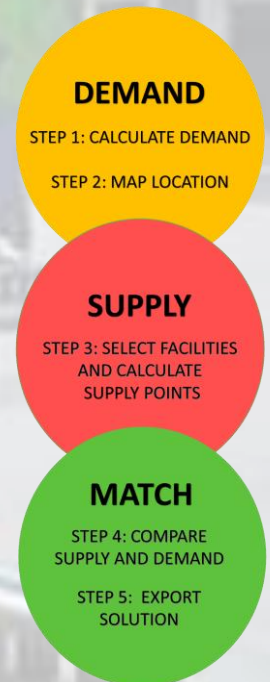 DEMAND
STEP 1: CALCULATE DEMAND
STEP 2: MAP LOCATION
SUPPLY
STEP 3: SELECT FACILITIES
AND CALCULATE
SUPPLY POINTS
MATCH
STEP 4: COMPARE
SUPPLY AND DEMAND
STEP 5: EXPORT
SOLUTION